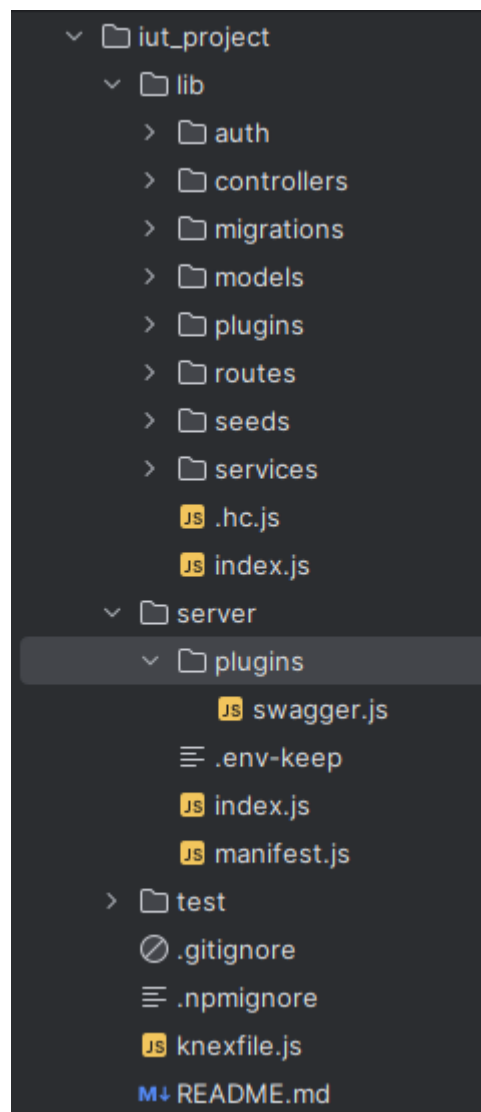 iut_project
lib
auth
controllers
migrations
models
plugins
routes
seeds
services
JS .hc.js
JS index.js
server
plugins
JS swagger.js
.env-keep
JS index.js
JS manifest.js
test
.gitignore
.npmignore
JS knexfile.js
M↓ README.md